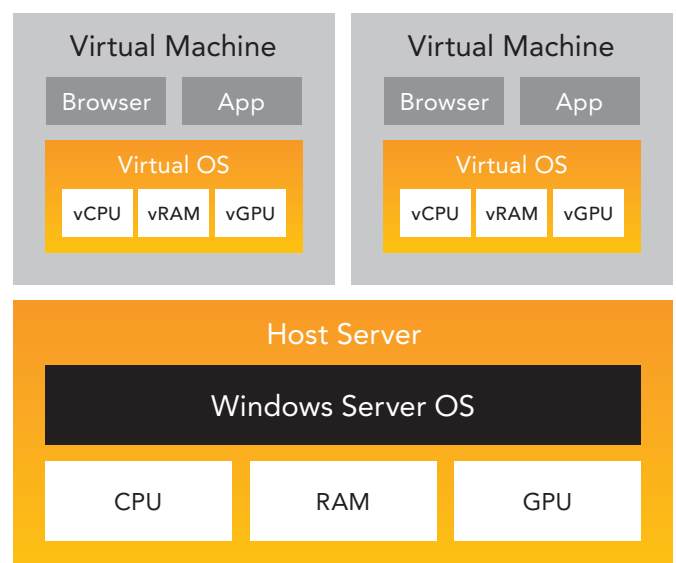 Virtual Machine
Browser App
Virtual OS
vCPU vRAM vGPU
Virtual Machine
Browser App
Virtual OS
vCPU vRAM vGPU
Host Server
Windows Server OS
CPU RAM GPU